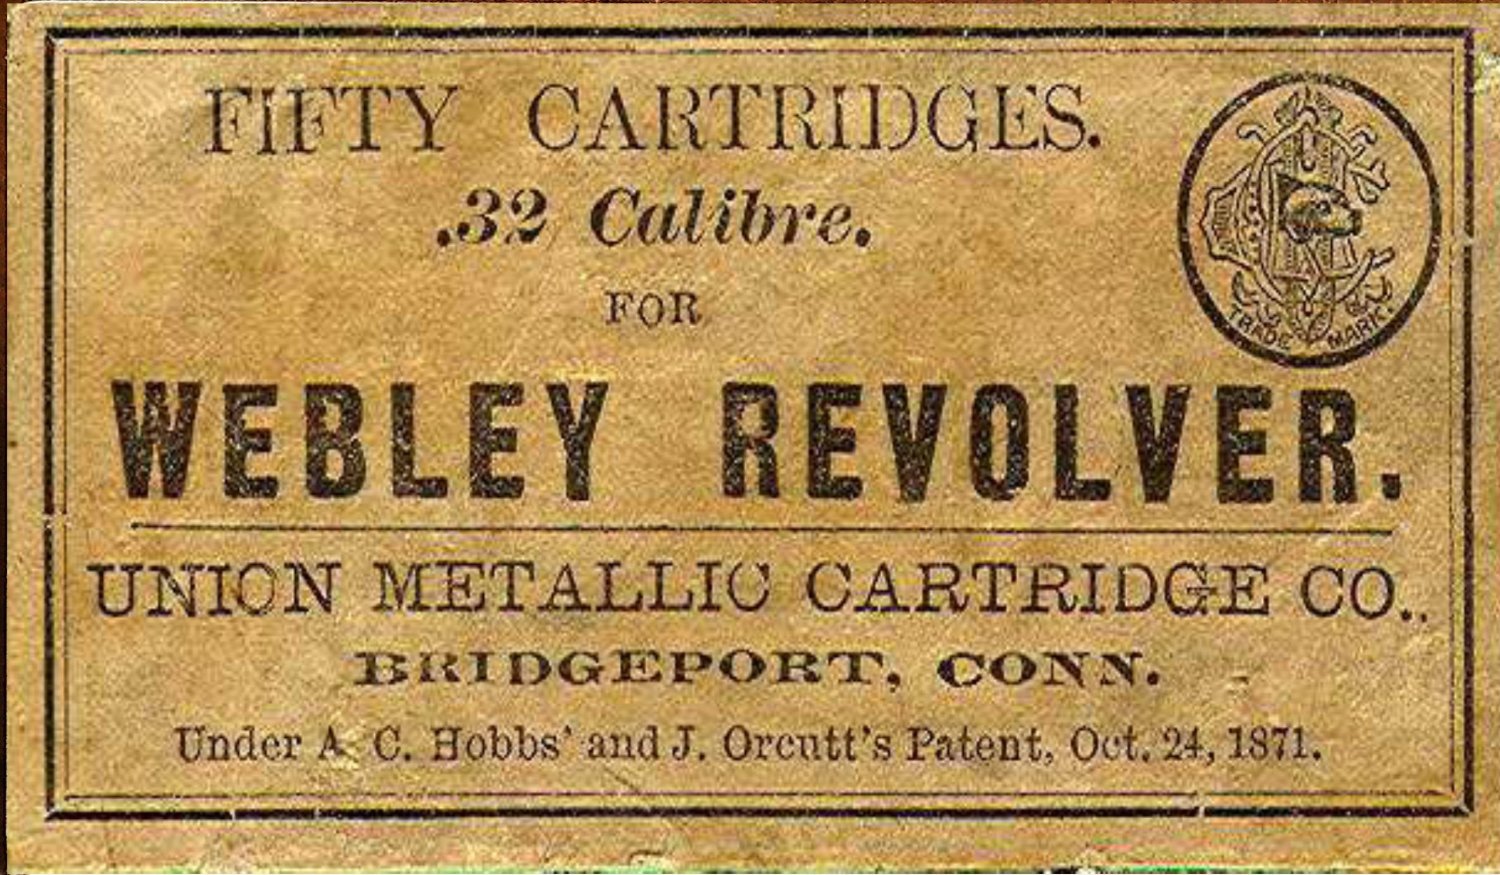 FIFTY CARTRIDGES.
.32 Calibre.
FOR
TRADE MARK.
WEBLEY REVOLVER.
UNION METALLIC CARTRIDGE CO.,
BRIDGEPORT, CONN.
Under A. C. Hobbs' and J. Orcutt's Patent, Oct. 24, 1871.